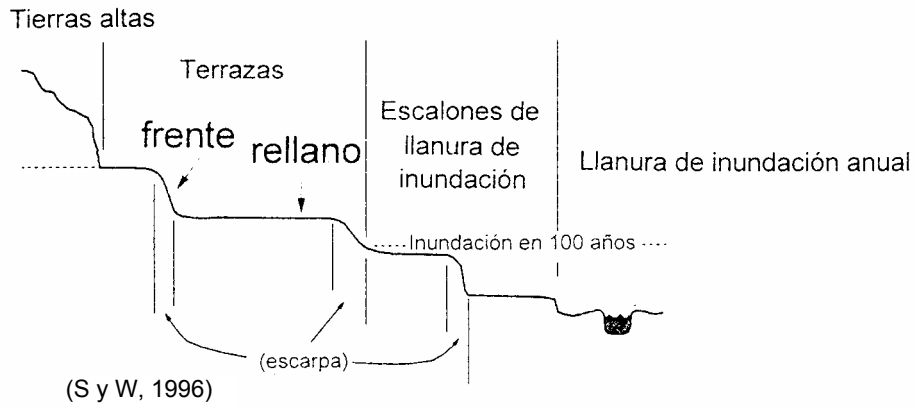 Tierras altas
Terrazas
Escalones de
llanura de
inundación
frente
rellano
Llanura de inundación anual
Inundación en 100 años
(escarpa)
(S y W, 1996)